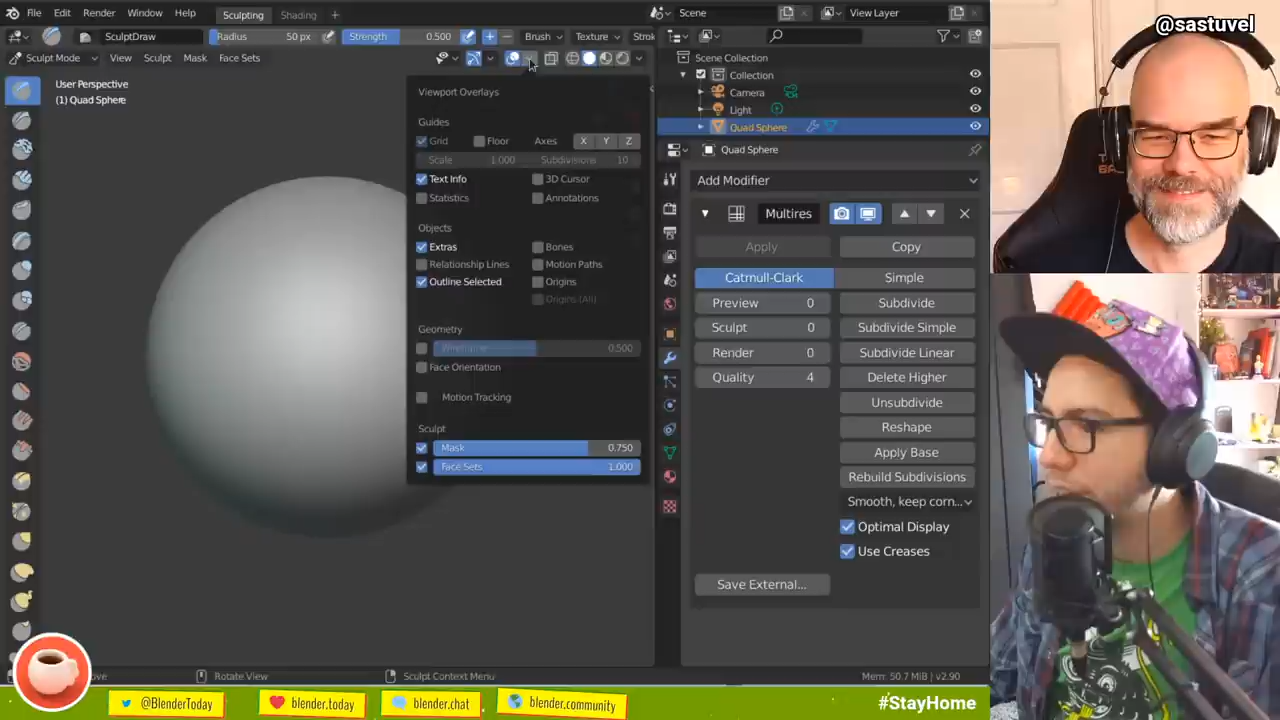 File Edit Render Window Help Sculpting Shading + Scene View Layer
SculptDraw Radius 50 px Strength 0.500 Brush Texture Strok
Sculpt Mode View Sculpt Mask Face Sets
User Perspective
(1) Quad Sphere
Viewport Overlays
Guides
Grid Floor Axes X Y Z
Scale 1.000 Subdivisions 10
Text Info 3D Cursor
Statistics Annotations
Objects
Extras Bones
Relationship Lines Motion Paths
Outline Selected Origins
Origins (All)
Geometry
Wireframe 0.500
Face Orientation
Motion Tracking
Sculpt
Mask 0.750
Face Sets 1.000
Scene Collection
Collection
Camera
Light
Quad Sphere
Quad Sphere
Add Modifier
Multires
Apply Copy
Catmull-Clark Simple
Preview 0 Subdivide
Sculpt 0 Subdivide Simple
Render 0 Subdivide Linear
Quality 4 Delete Higher
Unsubdivide
Reshape
Apply Base
Rebuild Subdivisions
Smooth, keep corn...
Optimal Display
Use Creases
Save External...
Rotate View Sculpt Context Menu Mem: 50.7 MiB | v2.90
@sastuvel
@BlenderToday blender.today blender.chat blender.community #StayHome